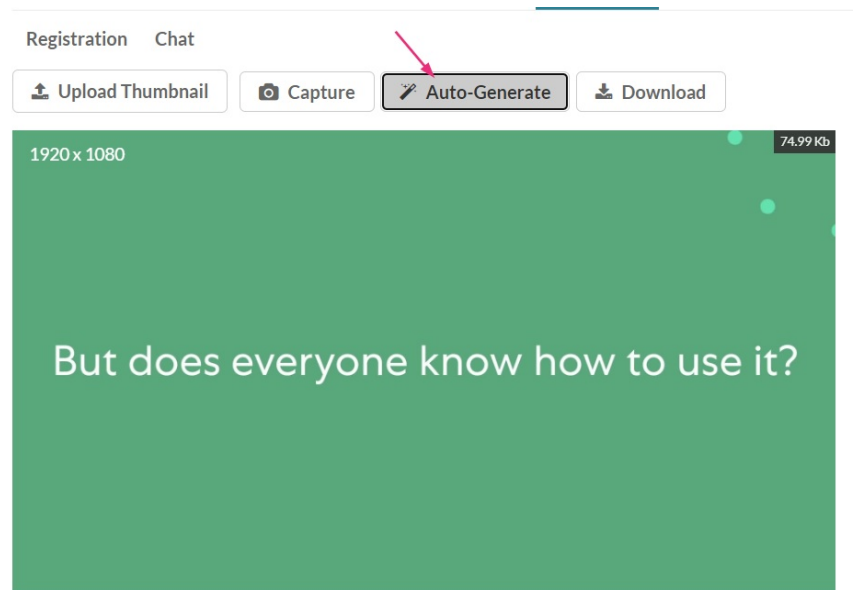 Registration Chat
Upload Thumbnail Capture Auto-Generate Download
1920 x 1080 74.99 Kb
But does everyone know how to use it?